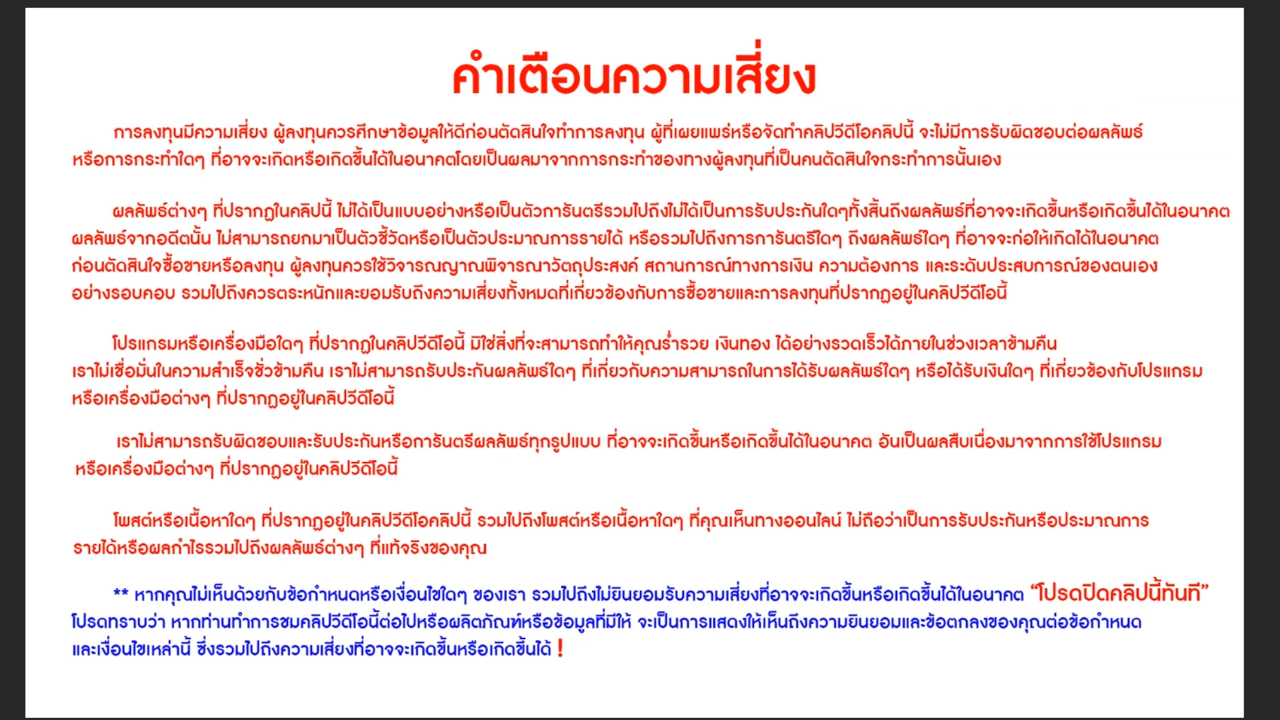 คำเตือนความเสี่ยง
การลงทุนมีความเสี่ยง ผู้ลงทุนควรศึกษาข้อมูลให้ดีก่อนตัดสินใจทำการลงทุน ผู้ที่เผยแพร่หรือจัดทำคลิปวีดีโอคลิปนี้ จะไม่มีการรับผิดชอบต่อผลลัพธ์
หรือการกระทำใดๆ ที่อาจจะเกิดหรือเกิดขึ้นได้ในอนาคตโดยเป็นผลมาจากการกระทำของทางผู้ลงทุนที่เป็นคนตัดสินใจกระทำการนั้นเอง
ผลลัพธ์ต่างๆ ที่ปรากฏในคลิปนี้ ไม่ได้เป็นแบบอย่างหรือเป็นตัวการันตรีรวมไปถึงไม่ได้เป็นการรับประกันใดๆทั้งสิ้นถึงผลลัพธ์ที่อาจจะเกิดขึ้นหรือเกิดขึ้นได้ในอนาคต
ผลลัพธ์จากอดีตนั้น ไม่สามารถยกมาเป็นตัวชี้วัดหรือเป็นตัวประมาณการรายได้ หรือรวมไปถึงการการันตรีใดๆ ถึงผลลัพธ์ใดๆ ที่อาจจะก่อให้เกิดได้ในอนาคต
ก่อนตัดสินใจซื้อขายหรือลงทุน ผู้ลงทุนควรใช้วิจารณญาณพิจารณาวัตถุประสงค์ สถานการณ์ทางการเงิน ความต้องการ และระดับประสบการณ์ของตนเอง
อย่างรอบคอบ รวมไปถึงควรตระหนักและยอมรับถึงความเสี่ยงทั้งหมดที่เกี่ยวข้องกับการซื้อขายและการลงทุนที่ปรากฏอยู่ในคลิปวีดีโอนี้
โปรแกรมหรือเครื่องมือใดๆ ที่ปรากฏในคลิปวีดีโอนี้ มิใช่สิ่งที่จะสามารถทำให้คุณร่ำรวย เงินทอง ได้อย่างรวดเร็วได้ภายในช่วงเวลาข้ามคืน
เราไม่เชื่อมั่นในความสำเร็จชั่วข้ามคืน เราไม่สามารถรับประกันผลลัพธ์ใดๆ ที่เกี่ยวกับความสามารถในการได้รับผลลัพธ์ใดๆ หรือได้รับเงินใดๆ ที่เกี่ยวข้องกับโปรแกรม
หรือเครื่องมือต่างๆ ที่ปรากฏอยู่ในคลิปวีดีโอนี้
เราไม่สามารถรับผิดชอบและรับประกันหรือการันตรีผลลัพธ์ทุกรูปแบบ ที่อาจจะเกิดขึ้นหรือเกิดขึ้นได้ในอนาคต อันเป็นผลสืบเนื่องมาจากการใช้โปรแกรม
หรือเครื่องมือต่างๆ ที่ปรากฏอยู่ในคลิปวีดีโอนี้
โพสต์หรือเนื้อหาใดๆ ที่ปรากฏอยู่ในคลิปวีดีโอคลิปนี้ รวมไปถึงโพสต์หรือเนื้อหาใดๆ ที่คุณเห็นทางออนไลน์ ไม่ถือว่าเป็นการรับประกันหรือประมาณการ
รายได้หรือผลกำไรรวมไปถึงผลลัพธ์ต่างๆ ที่แท้จริงของคุณ
** หากคุณไม่เห็นด้วยกับข้อกำหนดหรือเงื่อนไขใดๆ ของเรา รวมไปถึงไม่ยินยอมรับความเสี่ยงที่อาจจะเกิดขึ้นหรือเกิดขึ้นได้ในอนาคต “โปรดปิดคลิปนี้ทันที”
โปรดทราบว่า หากท่านทำการชมคลิปวีดีโอนี้ต่อไปหรือผลิตภัณฑ์หรือข้อมูลที่มีให้ จะเป็นการแสดงให้เห็นถึงความยินยอมและข้อตกลงของคุณต่อข้อกำหนด
และเงื่อนไขเหล่านี้ ซึ่งรวมไปถึงความเสี่ยงที่อาจจะเกิดขึ้นหรือเกิดขึ้นได้ !